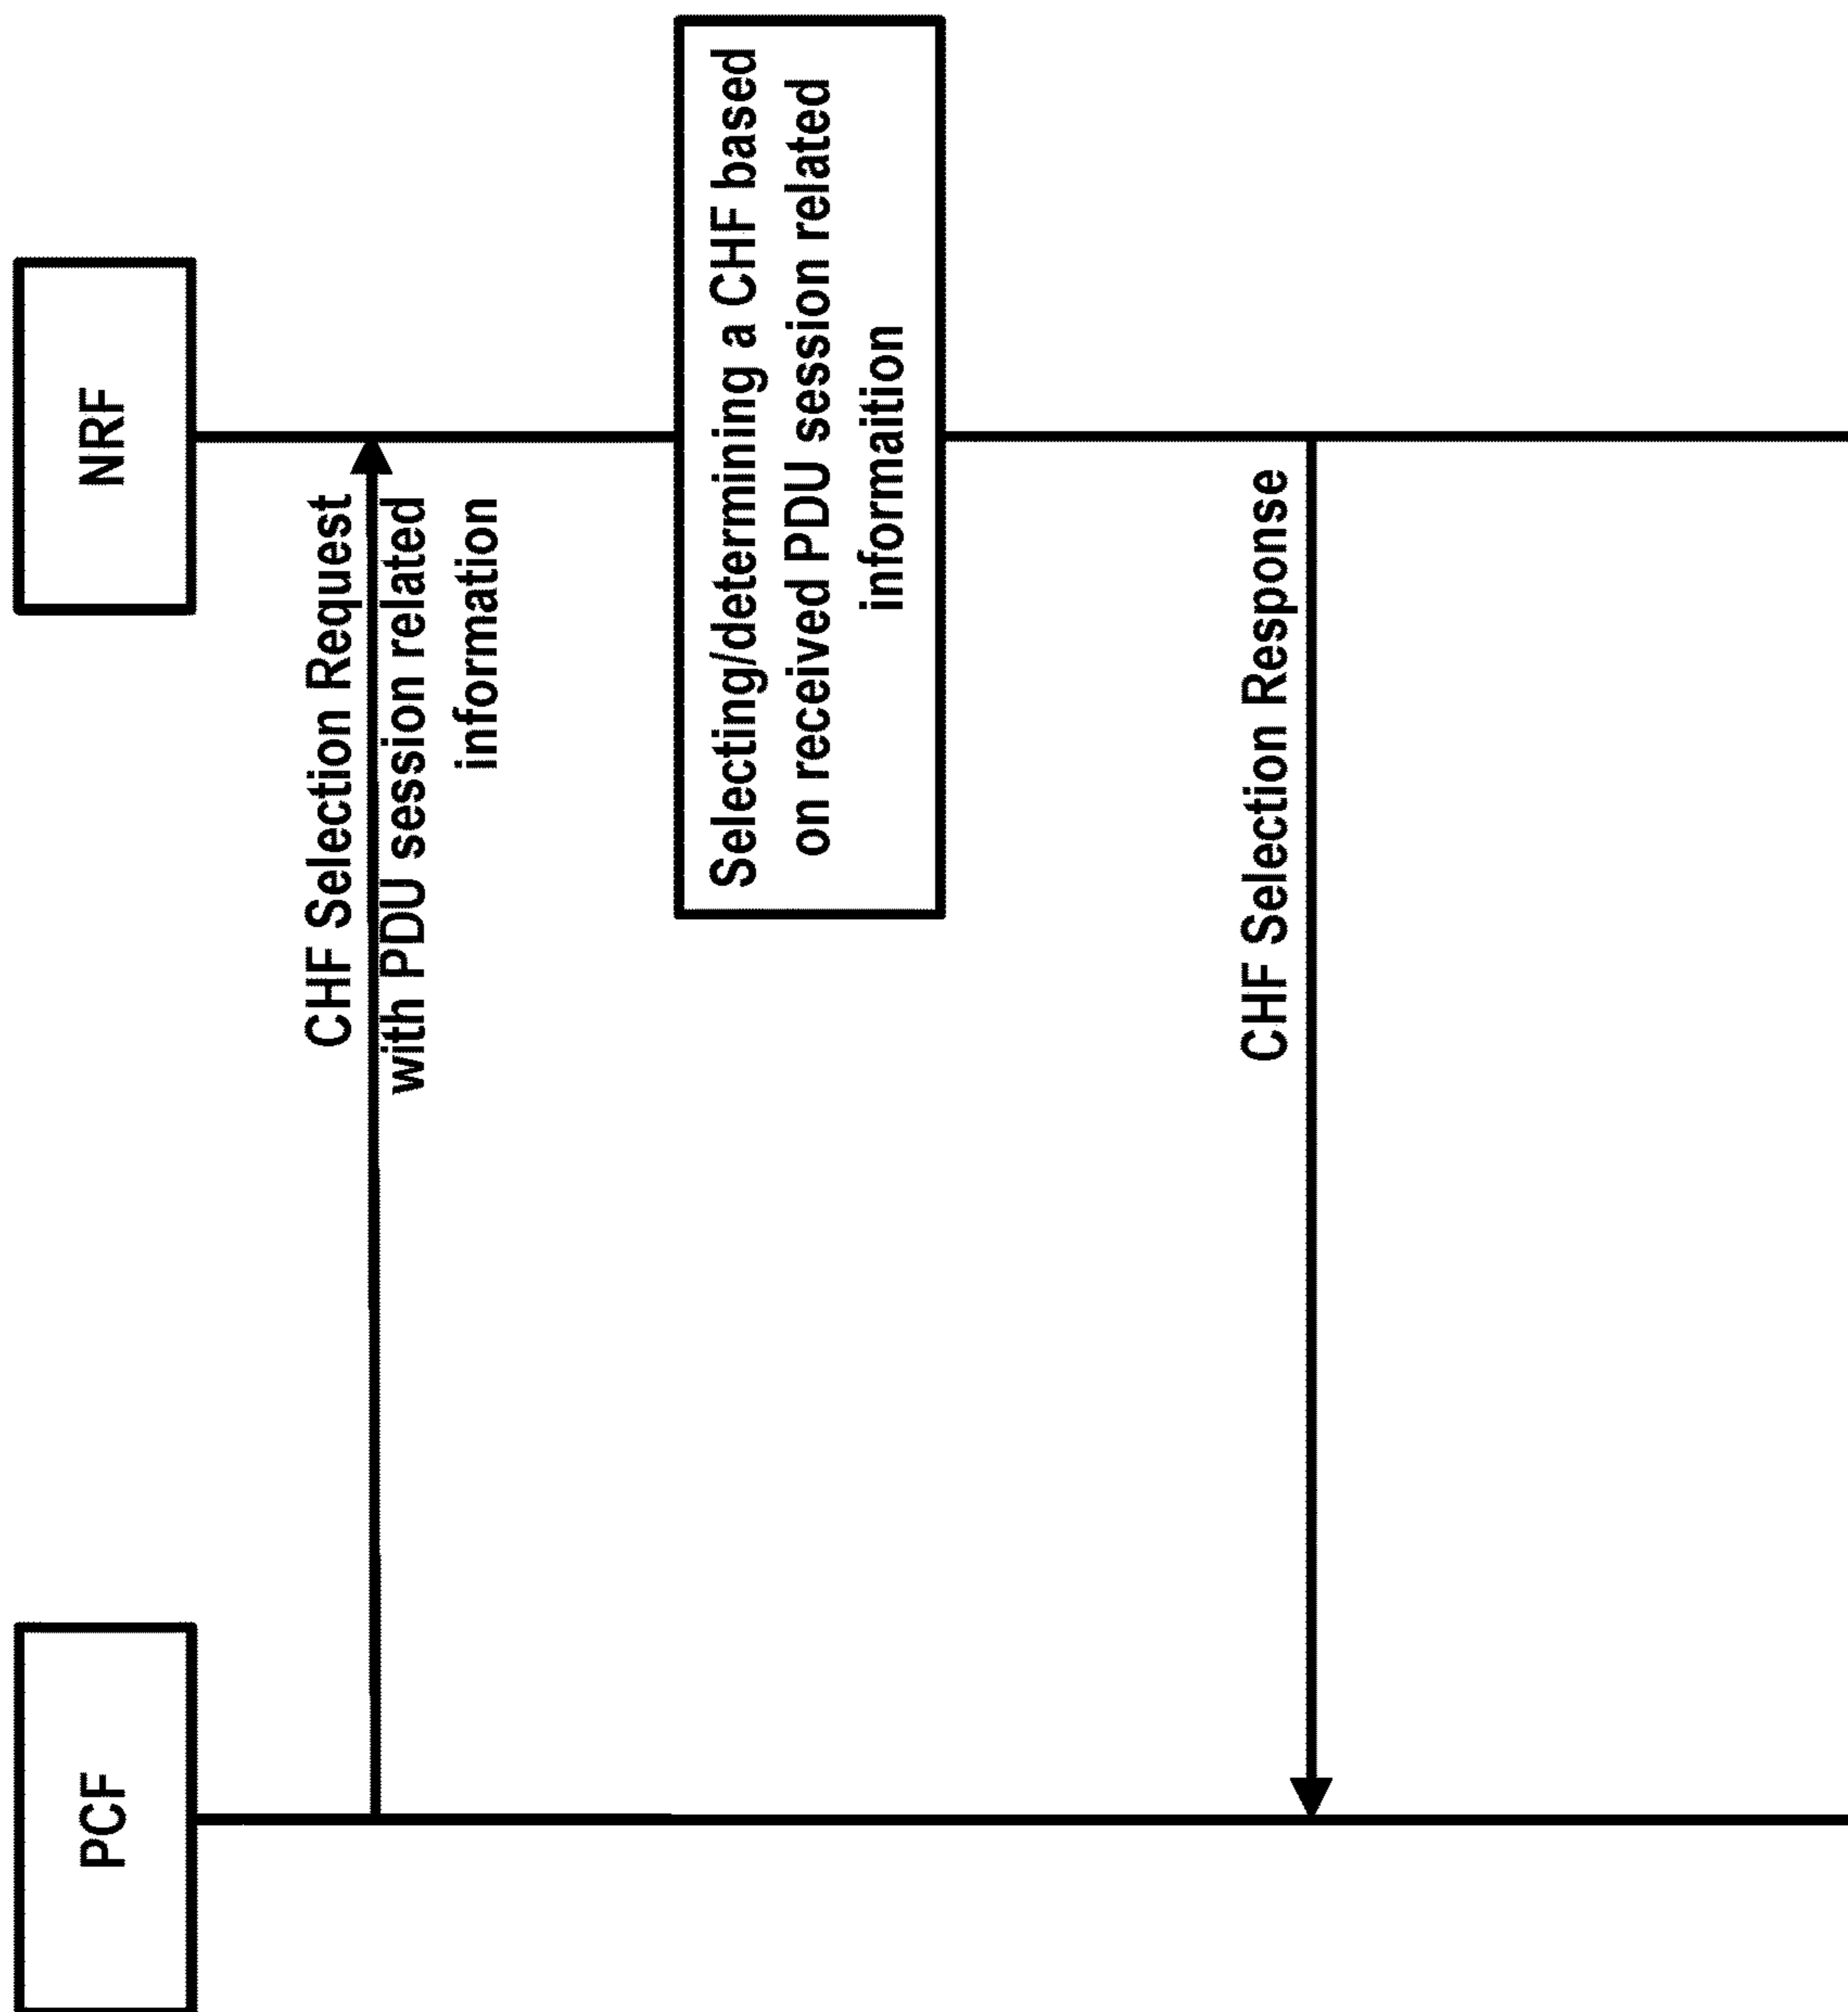 PCF
NRF
CHF Selection Request
with PDU session related
information
Selecting/determining a CHF based
on received PDU session related
informaition
CHF Selection Response